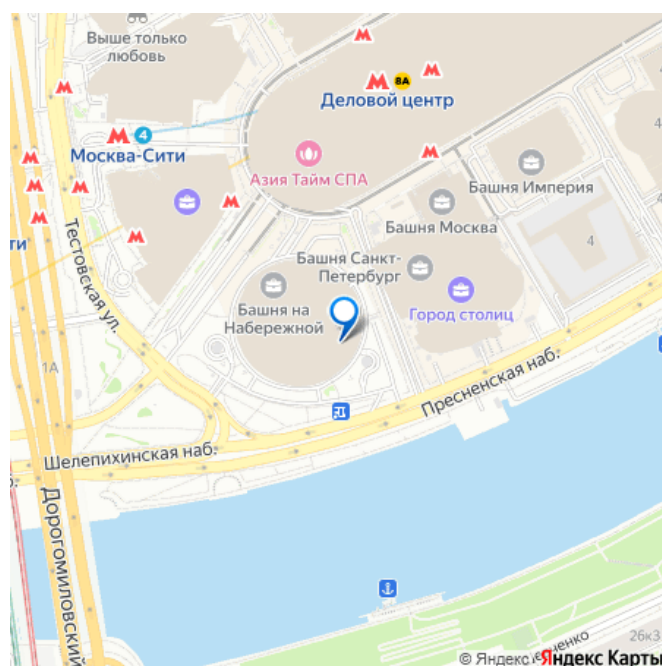 Выше только
любовь
8А
Деловой центр
4
Москва-Сити
Азия Тайм СПА
Башня Империя
Башня Москва
Башня Санкт-
Петербург
4
Башня на
Набережной
Город столиц
Тестовская ул.
1А
Пресненская наб.
Шелепихинская наб.
Дорогомиловский
26к3
© Яндекс
Яндекс Карты